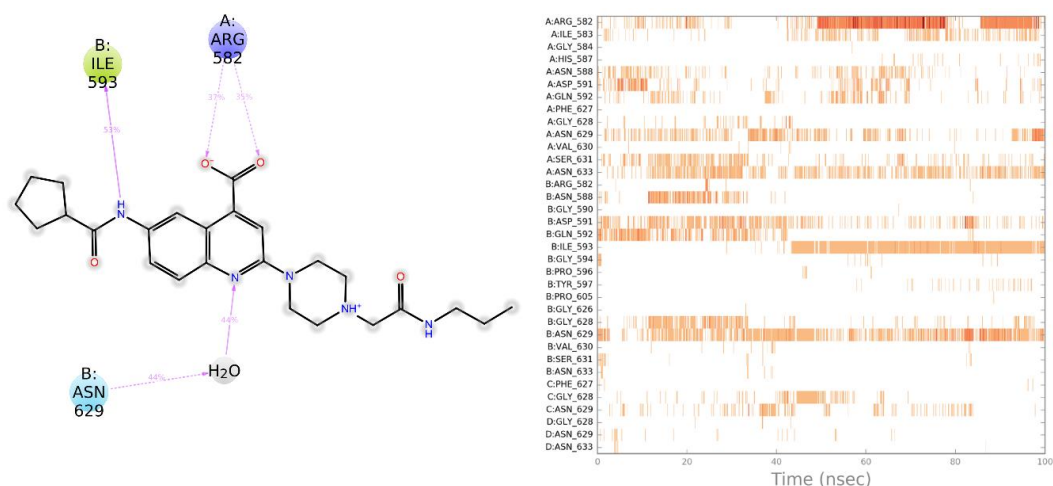 B:
ILE
593
A:
ARG
582
53%
37%
35%
O⁻
O
H
N
O
N
N
NH⁺
O
N
H
44%
H₂O
44%
B:
ASN
629
A:ARG_582
A:ILE_583
A:GLY_584
A:HIS_587
A:ASN_588
A:ASP_591
A:GLN_592
A:PHE_627
A:GLY_628
A:ASN_629
A:VAL_630
A:SER_631
A:ASN_633
B:ARG_582
B:ASN_588
B:GLY_590
B:ASP_591
B:GLN_592
B:ILE_593
B:GLY_594
B:PRO_596
B:TYR_597
B:PRO_605
B:GLY_626
B:GLY_628
B:ASN_629
B:VAL_630
B:SER_631
B:ASN_633
C:PHE_627
C:GLY_628
C:ASN_629
D:GLY_628
D:ASN_629
D:ASN_633
0 20 40 60 80 100
Time (nsec)